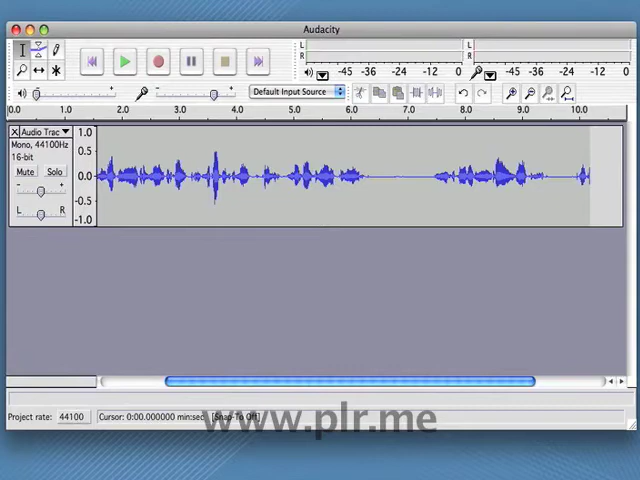 Audacity
L
R
-45 -36 -24 -12 0
L
R
-45 -36 -24 -12 0
- +
- +
Default Input Source
0.0 1.0 2.0 3.0 4.0 5.0 6.0 7.0 8.0 9.0 10.0
X Audio Trac
Mono, 44100Hz
16-bit
Mute Solo
- +
L R
1.0
0.5
0.0
-0.5
-1.0
Project rate: 44100 Cursor: 0:00.000000 min:sec [Snap-To Off]
www.plr.me